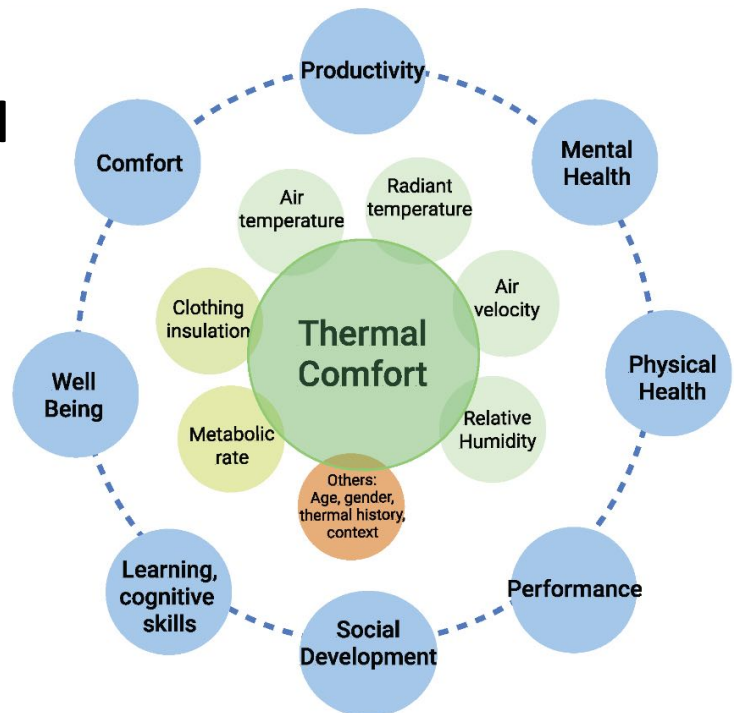 Productivity
Comfort
Mental
Health
Air
temperature
Radiant
temperature
Clothing
insulation
Air
velocity
Thermal
Comfort
Well
Being
Physical
Health
Metabolic
rate
Relative
Humidity
Others:
Age, gender,
thermal history,
context
Learning,
cognitive
skills
Performance
Social
Development